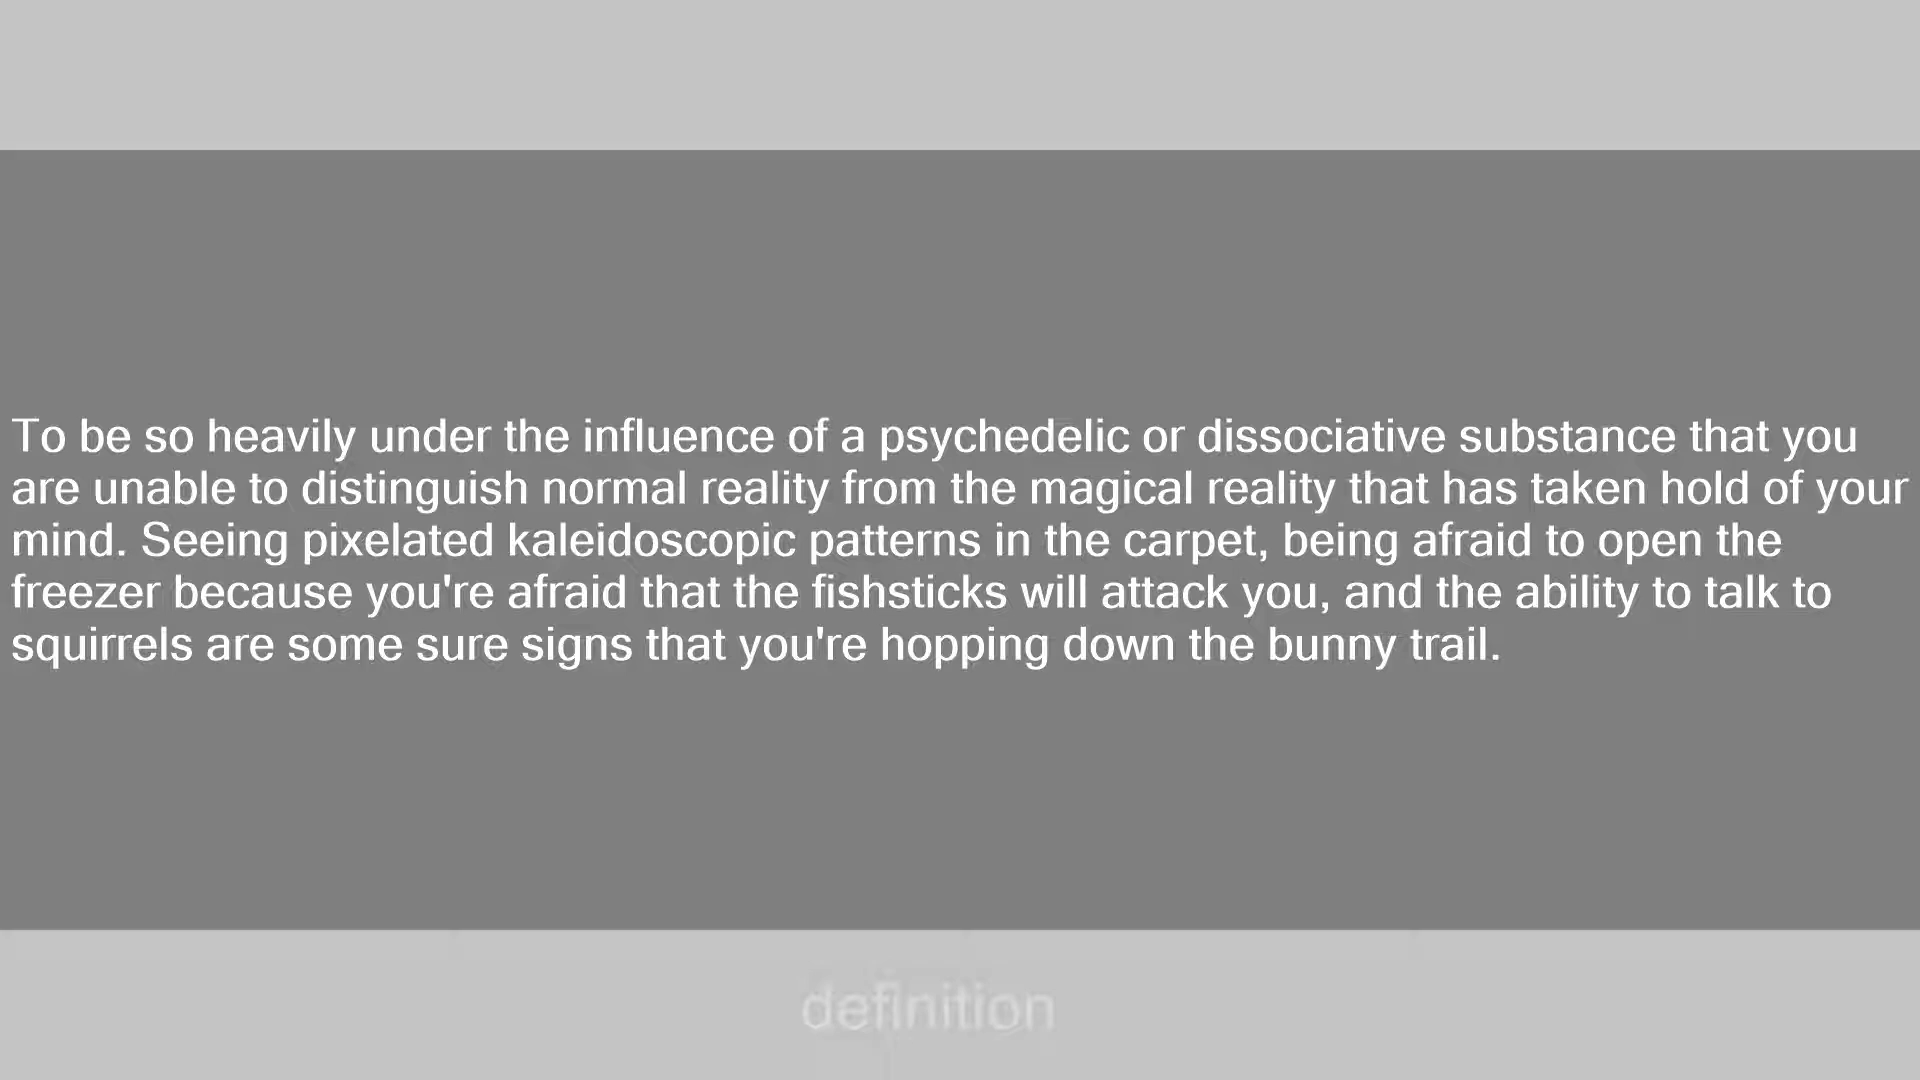 To be so heavily under the influence of a psychedelic or dissociative substance that you
are unable to distinguish normal reality from the magical reality that has taken hold of your
mind. Seeing pixelated kaleidoscopic patterns in the carpet, being afraid to open the
freezer because you're afraid that the fishsticks will attack you, and the ability to talk to
squirrels are some sure signs that you're hopping down the bunny trail.
definition